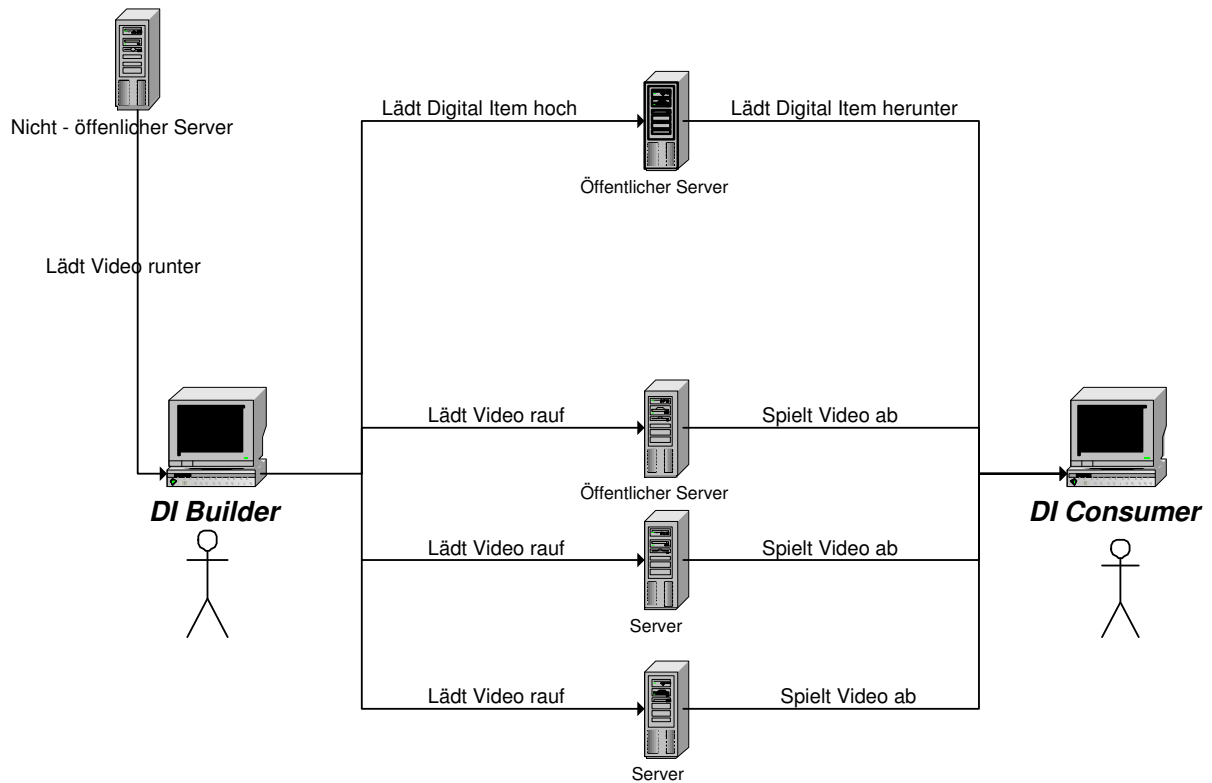 Nicht - öffenlicher Server
Lädt Digital Item hoch
Lädt Digital Item herunter
Öffentlicher Server
Lädt Video runter
Lädt Video rauf
Spielt Video ab
Öffentlicher Server
DI Builder
DI Consumer
Lädt Video rauf
Spielt Video ab
Server
Lädt Video rauf
Spielt Video ab
Server